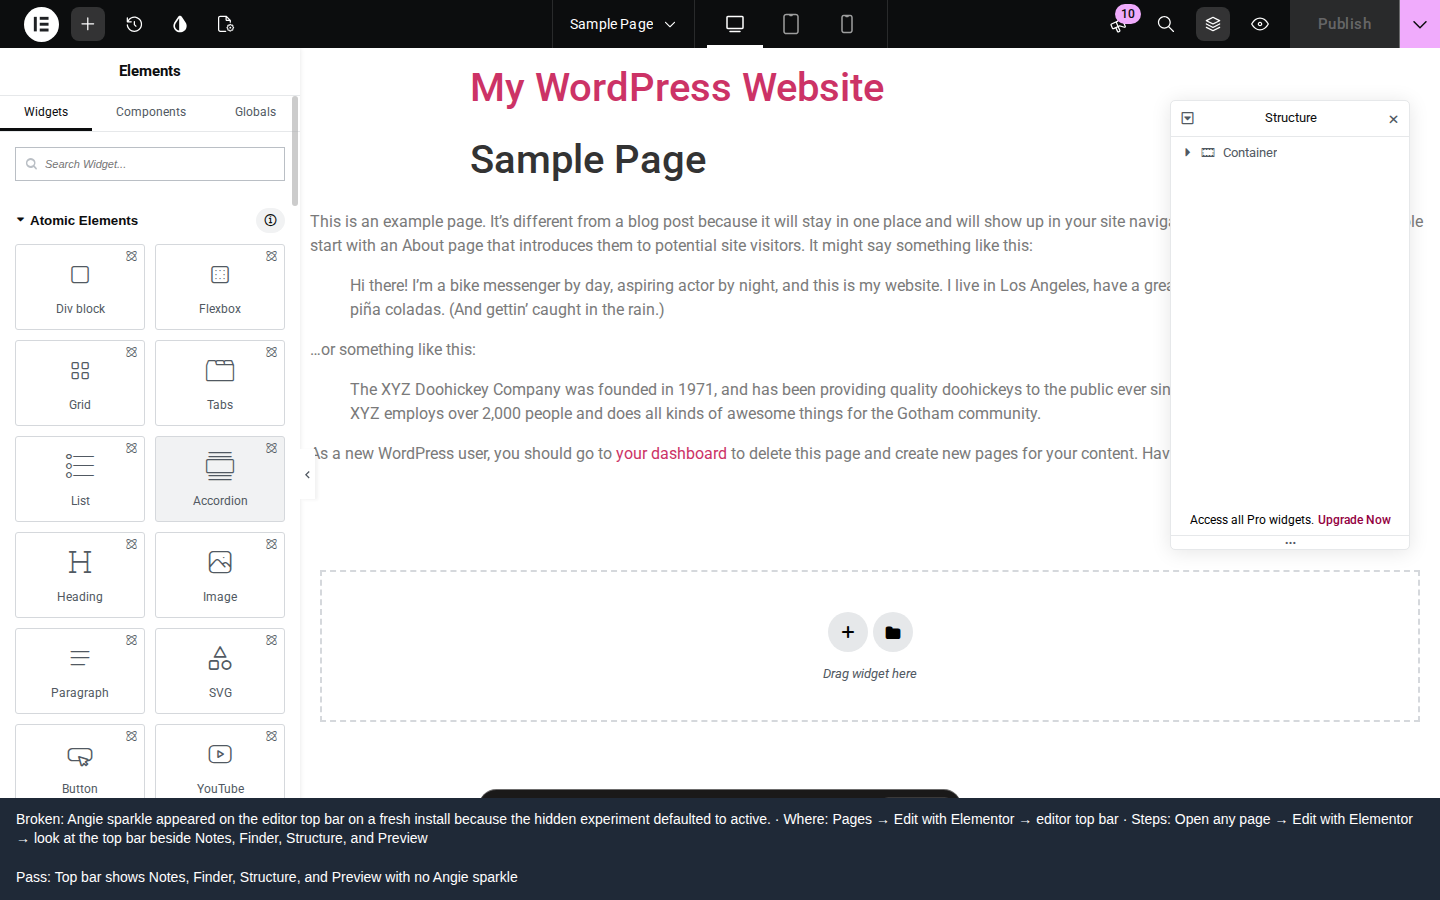 Sample Page
10
Publish
Elements
Widgets
Components
Globals
Search Widget...
Atomic Elements
Div block
Flexbox
Grid
Tabs
List
Accordion
Heading
Image
Paragraph
SVG
Button
YouTube
My WordPress Website
Sample Page
This is an example page. It’s different from a blog post because it will stay in one place and will show up in your site
start with an About page that introduces them to potential site visitors. It might say something like this:
Hi there! I’m a bike messenger by day, aspiring actor by night, and this is my website. I live in Los Angeles, have a
piña coladas. (And gettin’ caught in the rain.)
…or something like this:
The XYZ Doohickey Company was founded in 1971, and has been providing quality doohickeys to the public ever
XYZ employs over 2,000 people and does all kinds of awesome things for the Gotham community.
As a new WordPress user, you should go to your dashboard to delete this page and create new pages for your content.
Structure
Container
Access all Pro widgets. Upgrade Now
Drag widget here
Broken: Angie sparkle appeared on the editor top bar on a fresh install because the hidden experiment defaulted to active. · Where: Pages → Edit with Elementor → editor top bar · Steps: Open any page → Edit with Elementor
→ look at the top bar beside Notes, Finder, Structure, and Preview
Pass: Top bar shows Notes, Finder, Structure, and Preview with no Angie sparkle